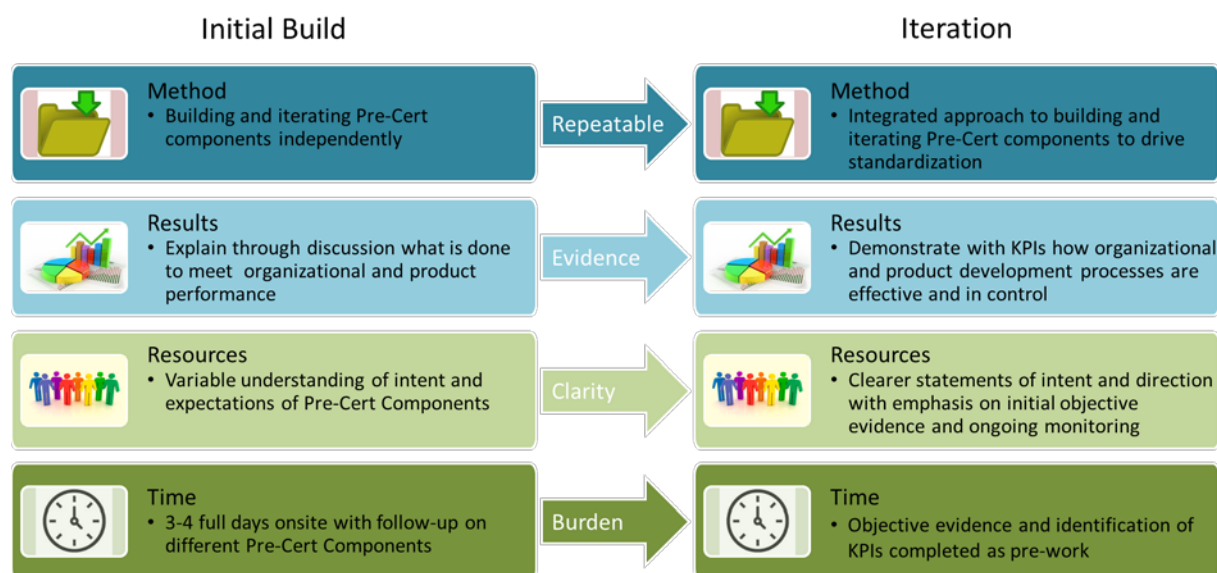 Initial Build
Iteration
Method
• Building and iterating Pre-Cert
components independently
Repeatable
Method
• Integrated approach to building and
iterating Pre-Cert components to drive
standardization
Results
• Explain through discussion what is done
to meet organizational and product
performance
Evidence
Results
• Demonstrate with KPIs how organizational
and product development processes are
effective and in control
Resources
• Variable understanding of intent and
expectations of Pre-Cert Components
Clarity
Resources
• Clearer statements of intent and direction
with emphasis on initial objective
evidence and ongoing monitoring
Time
• 3-4 full days onsite with follow-up on
different Pre-Cert Components
Burden
Time
• Objective evidence and identification of
KPIs completed as pre-work